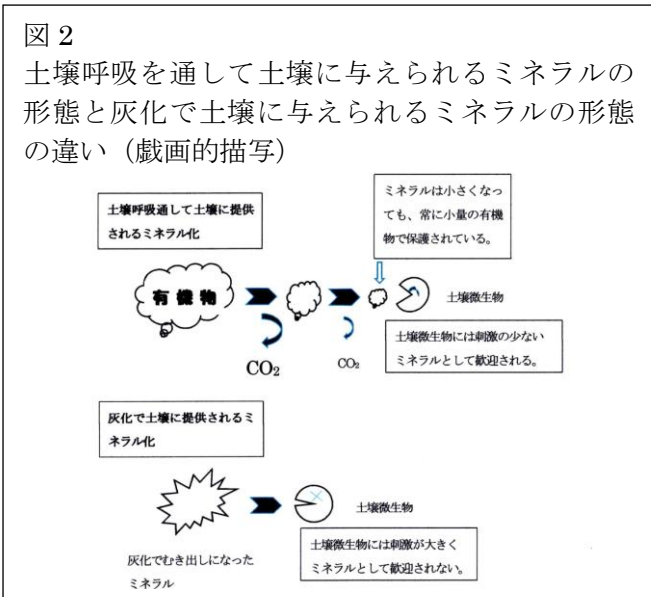 図 2
土壌呼吸を通して土壌に与えられるミネラルの
形態と灰化で土壌に与えられるミネラルの形態
の違い（戯画的描写）
土壌呼吸通して土壌に提供
されるミネラル化
ミネラルは小さくなっ
ても、常に小量の有機
物で保護されている。
有 機 物
土壌微生物
CO₂
CO₂
土壌微生物には刺激の少ない
ミネラルとして歓迎される。
灰化で土壌に提供されるミ
ネラル化
土壌微生物
灰化でむき出しになった
ミネラル
土壌微生物には刺激が大きく
ミネラルとして歓迎されない。